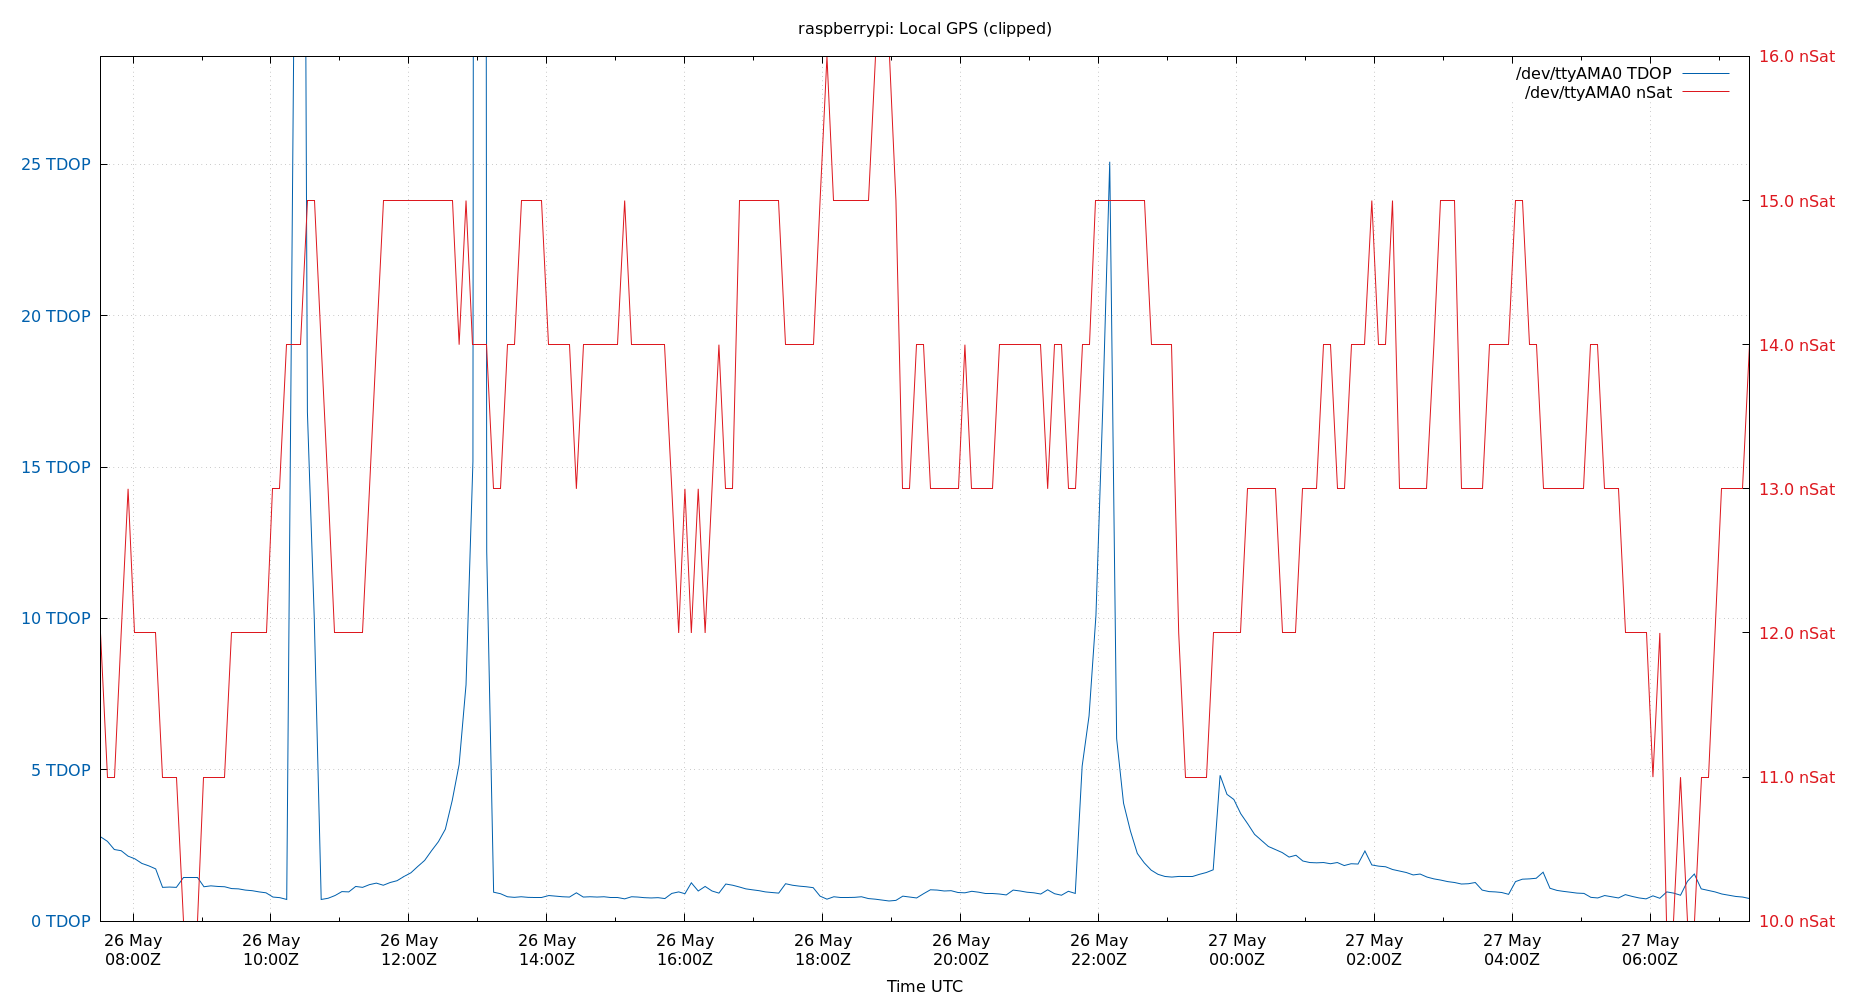 raspberrypi: Local GPS (clipped)
/dev/ttyAMA0 TDOP
/dev/ttyAMA0 nSat
25 TDOP
20 TDOP
15 TDOP
10 TDOP
5 TDOP
0 TDOP
16.0 nSat
15.0 nSat
14.0 nSat
13.0 nSat
12.0 nSat
11.0 nSat
10.0 nSat
26 May
08:00Z
26 May
10:00Z
26 May
12:00Z
26 May
14:00Z
26 May
16:00Z
26 May
18:00Z
26 May
20:00Z
26 May
22:00Z
27 May
00:00Z
27 May
02:00Z
27 May
04:00Z
27 May
06:00Z
Time UTC